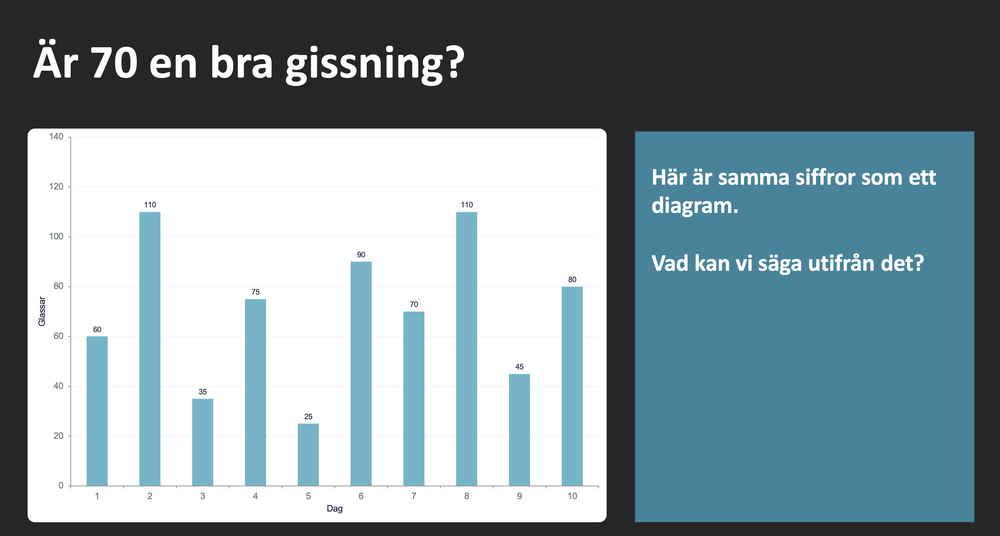 Är 70 en bra gissning?
140
120
100
80
60
40
20
0
Glassar
60
110
35
75
25
90
70
110
45
80
1 2 3 4 5 6 7 8 9 10
Dag
Här är samma siffror som ett
diagram.
Vad kan vi säga utifrån det?